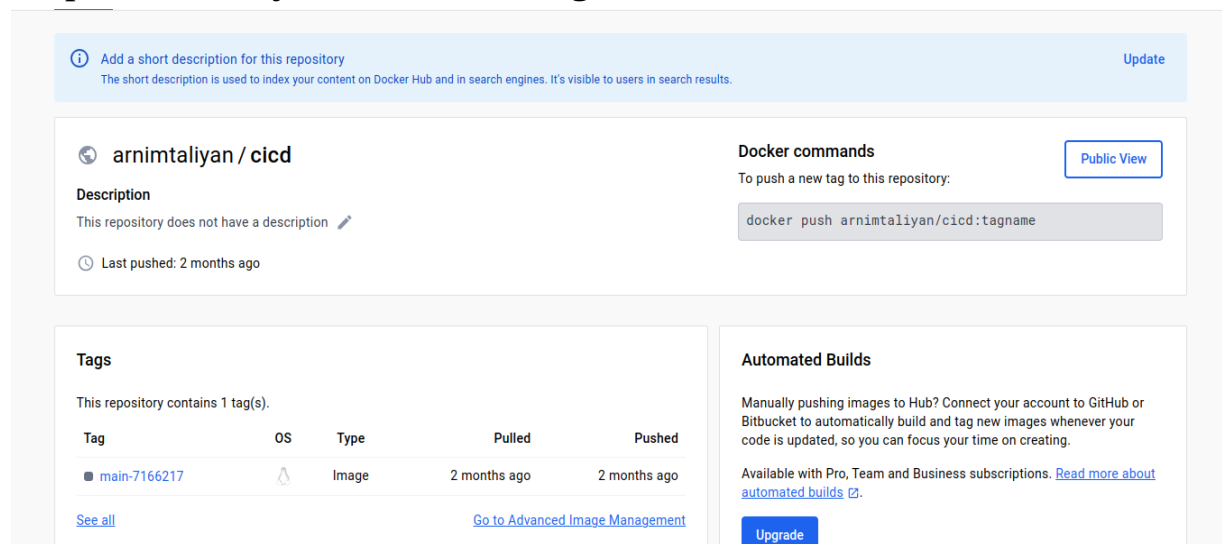 Add a short description for this repository
Update
The short description is used to index your content on Docker Hub and in search engines. It's visible to users in search results.
arnimtaliyan / cicd
Description
This repository does not have a description
Last pushed: 2 months ago
Docker commands
Public View
To push a new tag to this repository:
docker push arnimtaliyan/cicd:tagname
Tags
This repository contains 1 tag(s).
Tag OS Type Pulled Pushed
main-7166217 Image 2 months ago 2 months ago
See all Go to Advanced Image Management
Automated Builds
Manually pushing images to Hub? Connect your account to GitHub or
Bitbucket to automatically build and tag new images whenever your
code is updated, so you can focus your time on creating.
Available with Pro, Team and Business subscriptions. Read more about
automated builds.
Upgrade